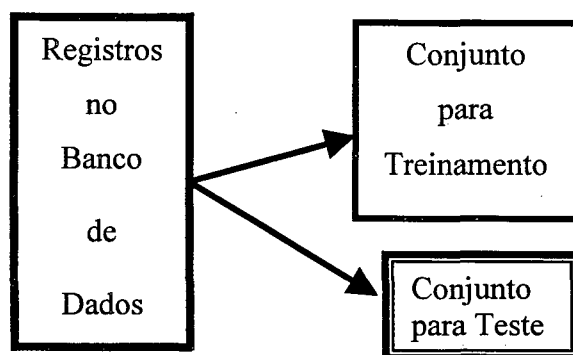 Registros
no
Banco
de
Dados
Conjunto
para
Treinamento
Conjunto
para Teste